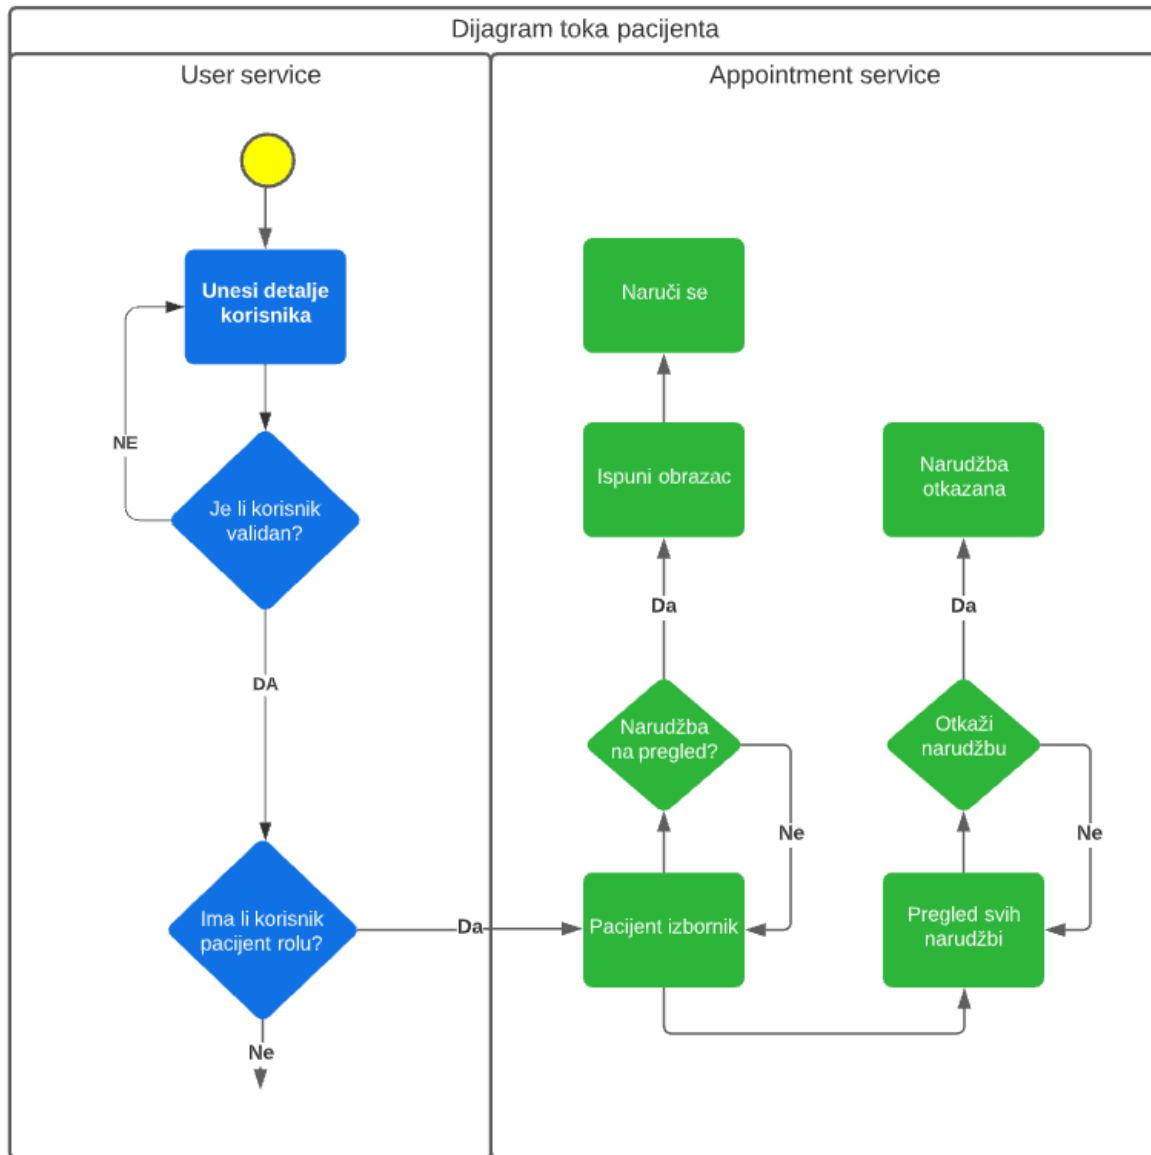 Dijagram toka pacijenta
User service
Appointment service
Unesi detalje
korisnika
NE
Je li korisnik
validan?
DA
Ima li korisnik
pacijent rolu?
Ne
Da
Naruči se
Ispuni obrazac
Da
Narudžba
na pregled?
Ne
Pacijent izbornik
Narudžba
otkazana
Da
Otkaži
narudžbu
Ne
Pregled svih
narudžbi